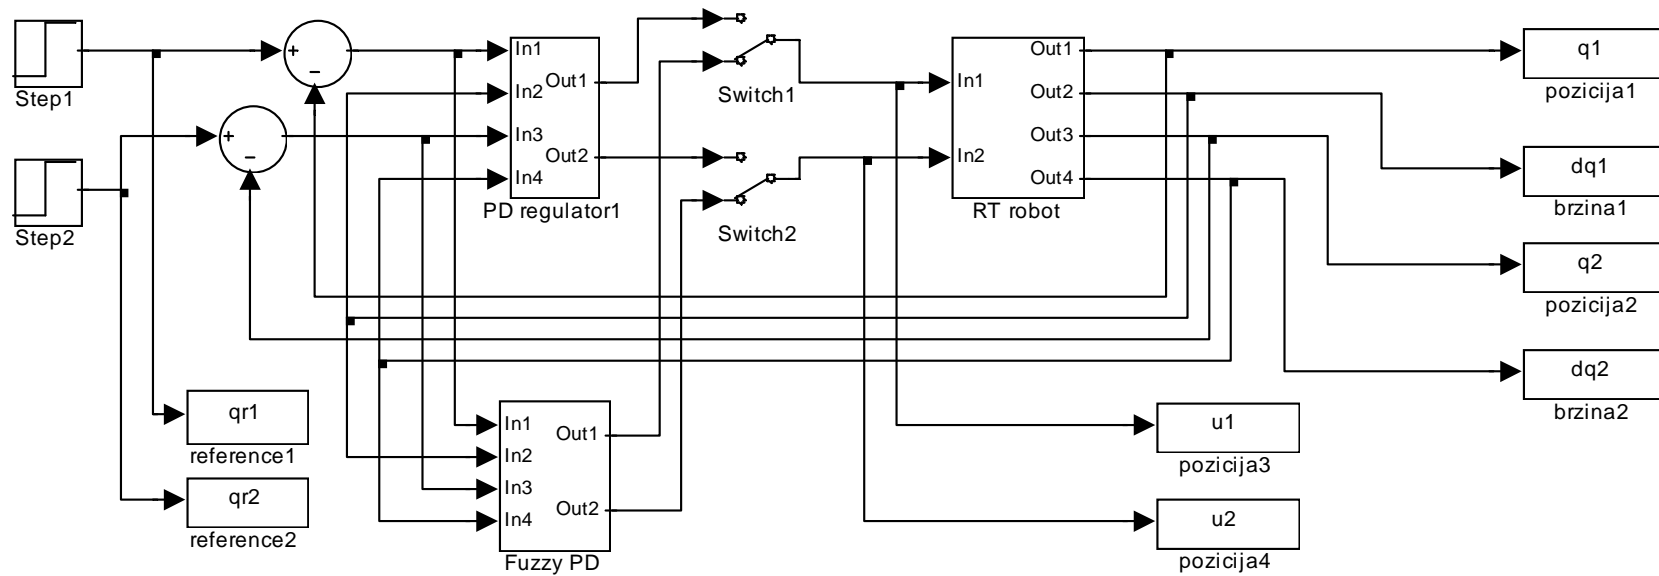 Step1
+
−
Step2
+
−
In1
In2
In3
In4
Out1
Out2
PD regulator1
Switch1
Switch2
In1
In2
Out1
Out2
Out3
Out4
RT robot
q1
pozicija1
dq1
brzina1
q2
pozicija2
dq2
brzina2
qr1
reference1
qr2
reference2
In1
In2
In3
In4
Out1
Out2
Fuzzy PD
u1
pozicija3
u2
pozicija4